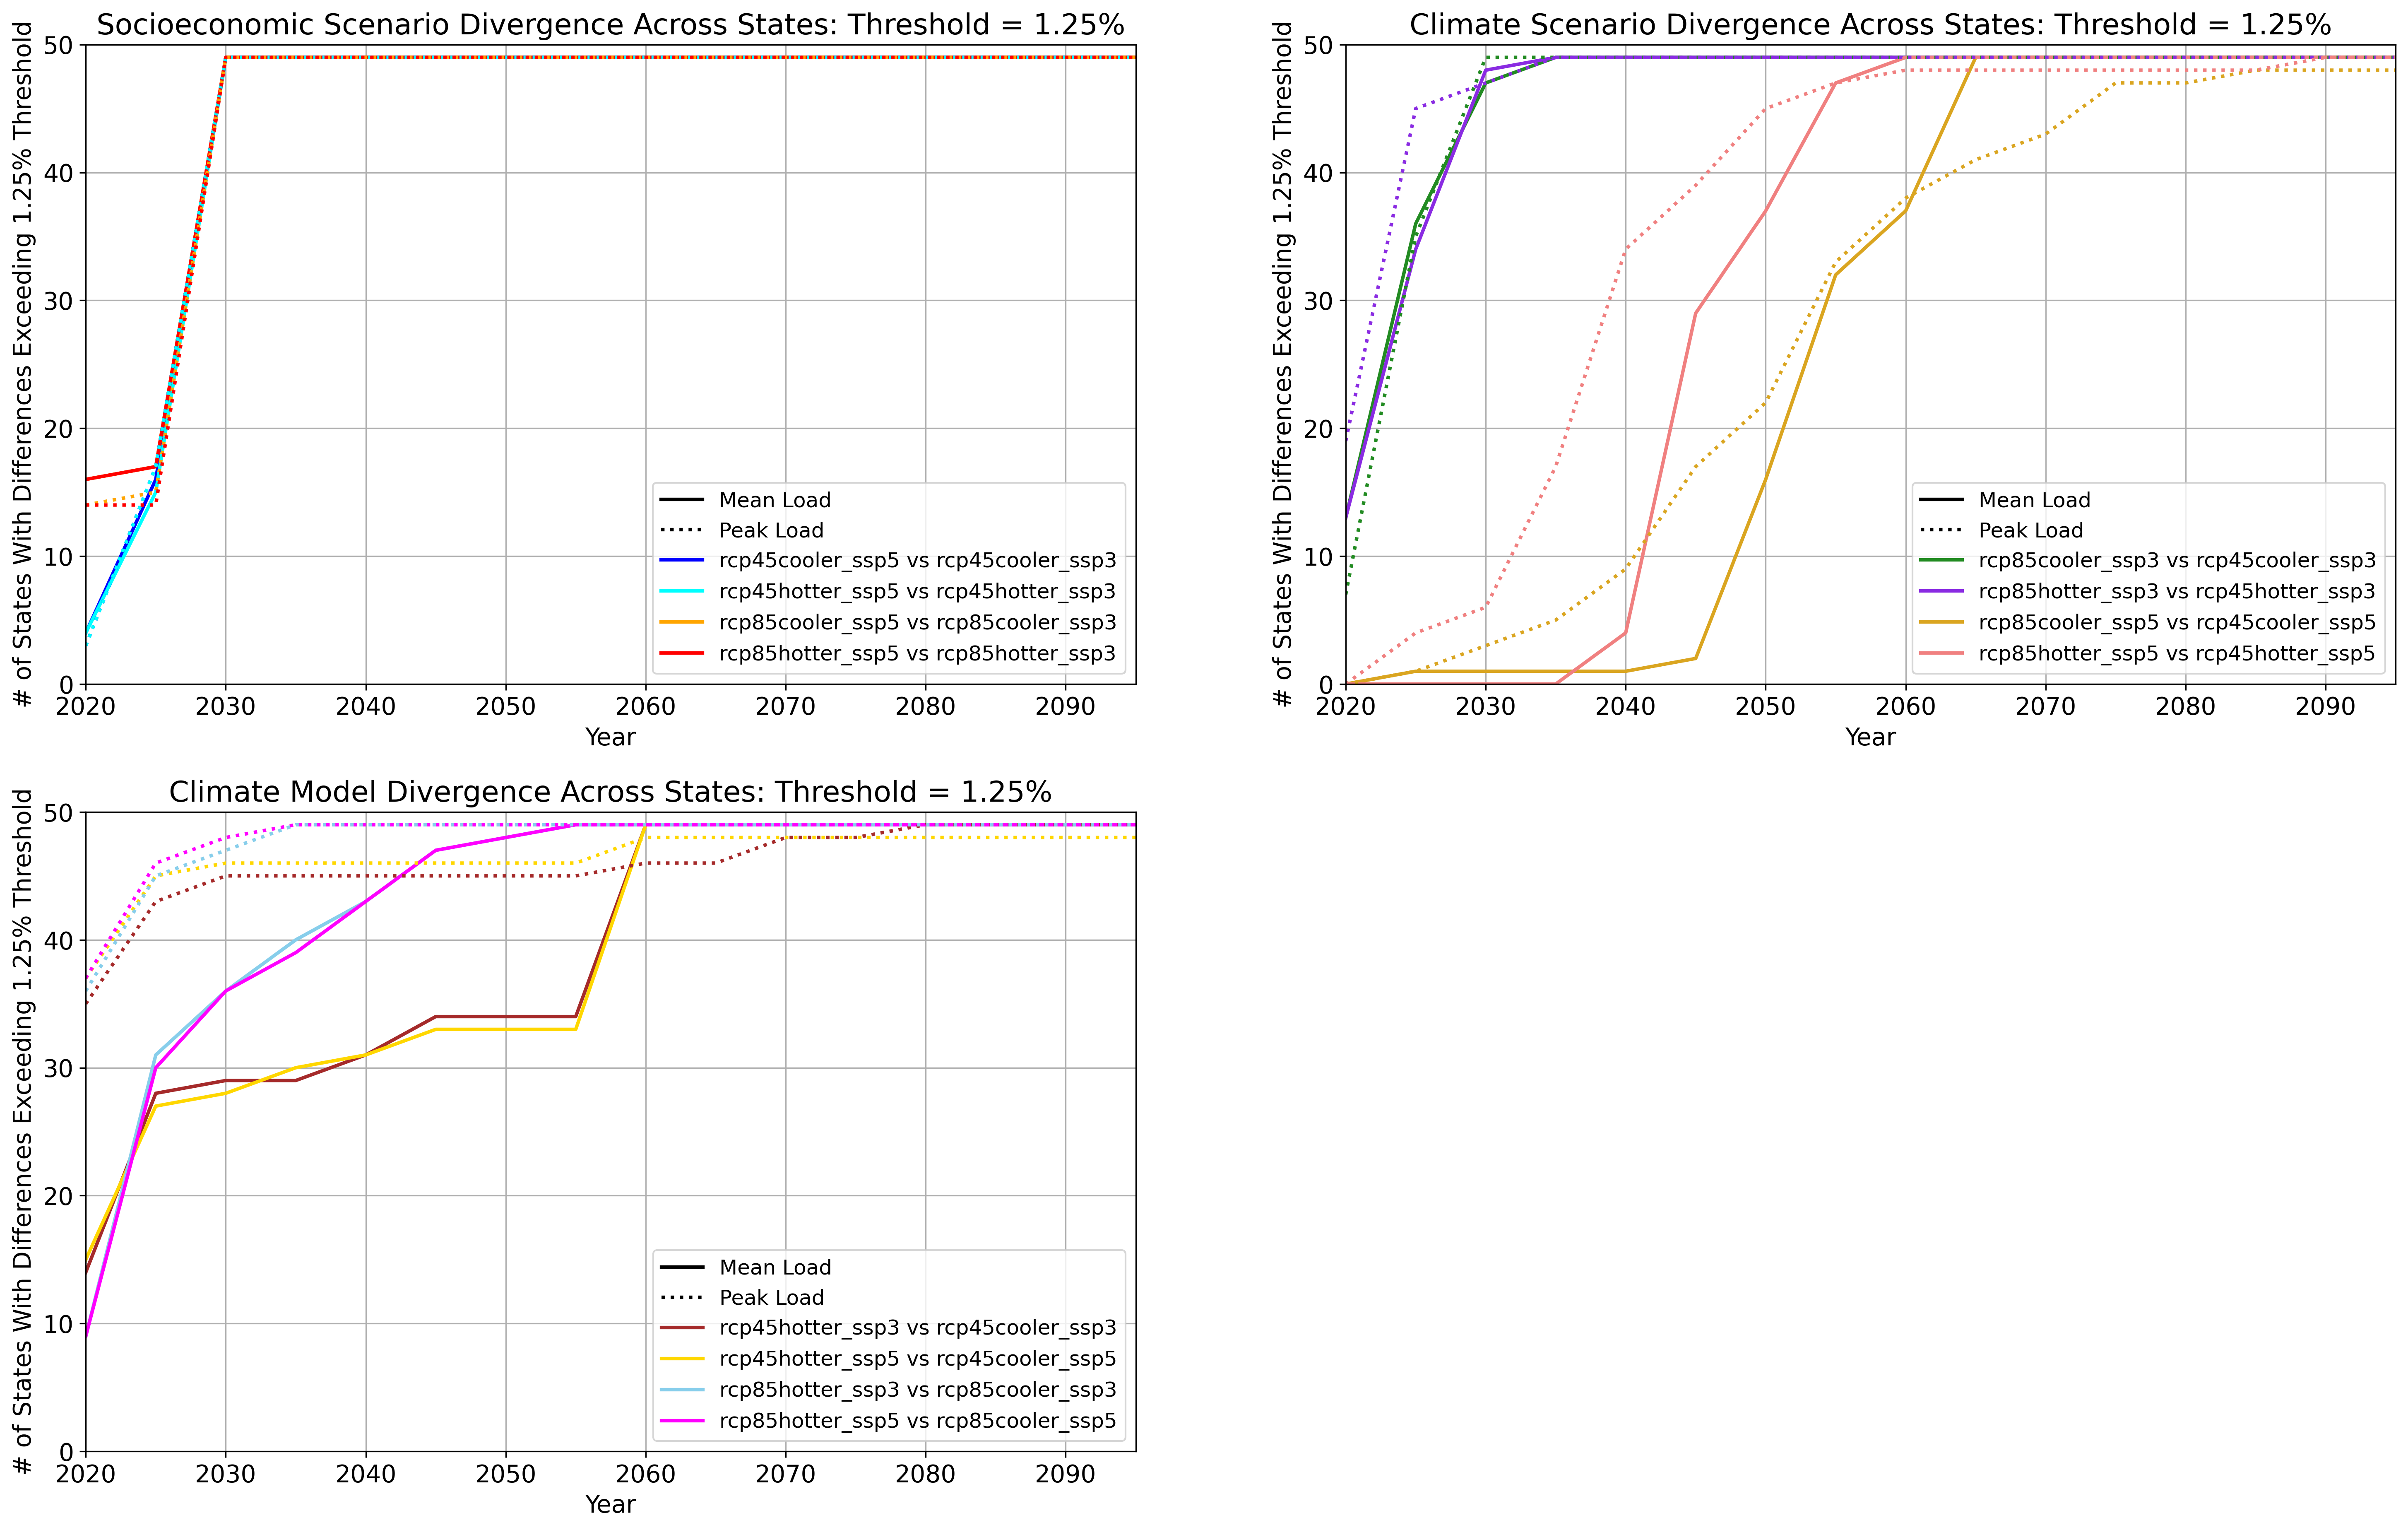 Socioeconomic Scenario Divergence Across States: Threshold = 1.25%
# of States With Differences Exceeding 1.25% Threshold
50
40
30
20
10
0
2020 2030 2040 2050 2060 2070 2080 2090
Year
Mean Load
Peak Load
rcp45cooler_ssp5 vs rcp45cooler_ssp3
rcp45hotter_ssp5 vs rcp45hotter_ssp3
rcp85cooler_ssp5 vs rcp85cooler_ssp3
rcp85hotter_ssp5 vs rcp85hotter_ssp3
Climate Scenario Divergence Across States: Threshold = 1.25%
# of States With Differences Exceeding 1.25% Threshold
50
40
30
20
10
0
2020 2030 2040 2050 2060 2070 2080 2090
Year
Mean Load
Peak Load
rcp85cooler_ssp3 vs rcp45cooler_ssp3
rcp85hotter_ssp3 vs rcp45hotter_ssp3
rcp85cooler_ssp5 vs rcp45cooler_ssp5
rcp85hotter_ssp5 vs rcp45hotter_ssp5
Climate Model Divergence Across States: Threshold = 1.25%
# of States With Differences Exceeding 1.25% Threshold
50
40
30
20
10
0
2020 2030 2040 2050 2060 2070 2080 2090
Year
Mean Load
Peak Load
rcp45hotter_ssp3 vs rcp45cooler_ssp3
rcp45hotter_ssp5 vs rcp45cooler_ssp5
rcp85hotter_ssp3 vs rcp85cooler_ssp3
rcp85hotter_ssp5 vs rcp85cooler_ssp5